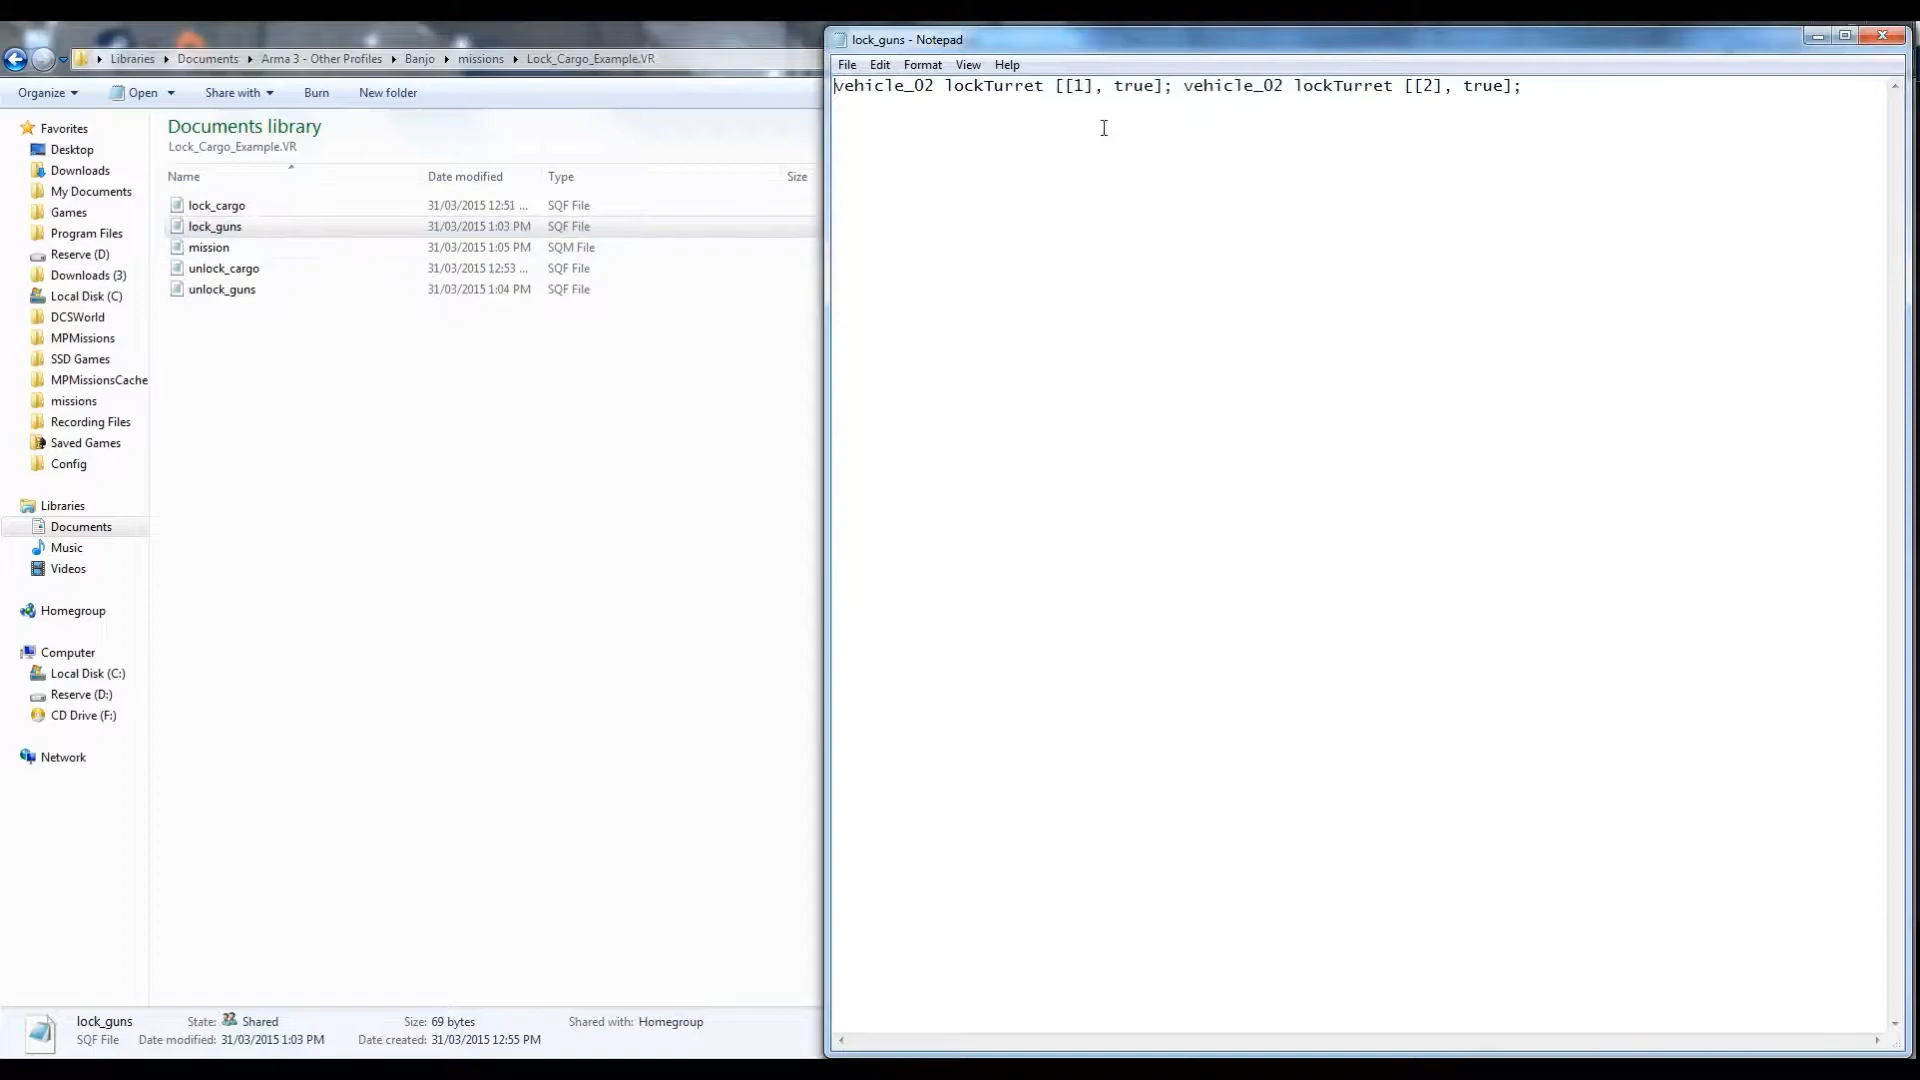 Libraries Documents Arma 3 - Other Profiles Banjo missions Lock_Cargo_Example.VR
Organize Open Share with Burn New folder
Favorites
Desktop
Downloads
My Documents
Games
Program Files
Reserve (D)
Downloads (3)
Local Disk (C)
DCSWorld
MPMissions
SSD Games
MPMissionsCache
missions
Recording Files
Saved Games
Config
Libraries
Documents
Music
Videos
Homegroup
Computer
Local Disk (C:)
Reserve (D:)
CD Drive (F:)
Network
Documents library
Lock_Cargo_Example.VR
Name Date modified Type Size
lock_cargo 31/03/2015 12:51 ... SQF File
lock_guns 31/03/2015 1:03 PM SQF File
mission 31/03/2015 1:05 PM SQM File
unlock_cargo 31/03/2015 12:53 ... SQF File
unlock_guns 31/03/2015 1:04 PM SQF File
lock_guns State: Shared Size: 69 bytes Shared with: Homegroup
SQF File Date modified: 31/03/2015 1:03 PM Date created: 31/03/2015 12:55 PM
lock_guns - Notepad
File Edit Format View Help
vehicle_02 lockTurret [[1], true]; vehicle_02 lockTurret [[2], true];